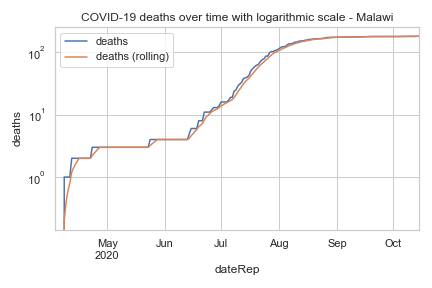 COVID-19 deaths over time with logarithmic scale - Malawi
deaths
deaths (rolling)
10²
10¹
10⁰
deaths
May
2020
Jun
Jul
Aug
Sep
Oct
dateRep